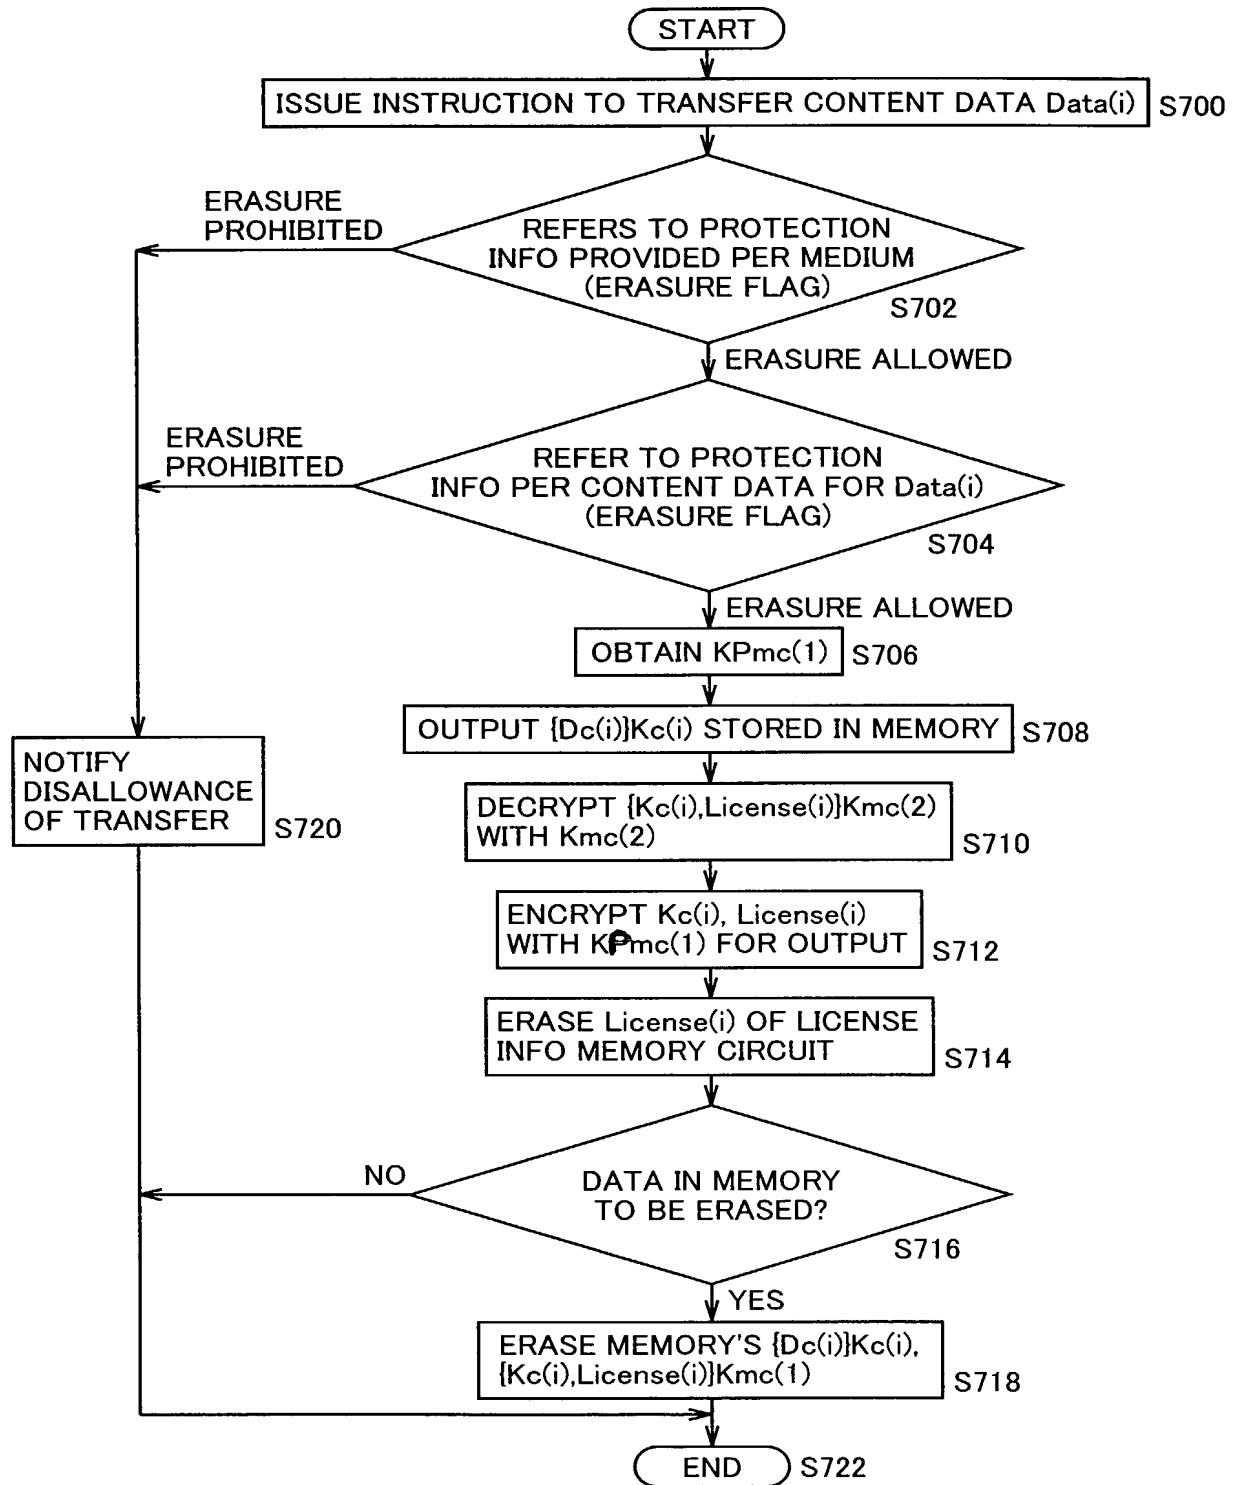 START
ISSUE INSTRUCTION TO TRANSFER CONTENT DATA Data(i)
S700
ERASURE
PROHIBITED
REFERS TO PROTECTION
INFO PROVIDED PER MEDIUM
(ERASURE FLAG)
S702
ERASURE ALLOWED
ERASURE
PROHIBITED
REFER TO PROTECTION
INFO PER CONTENT DATA FOR Data(i)
(ERASURE FLAG)
S704
ERASURE ALLOWED
OBTAIN KPmc(1)
S706
OUTPUT {Dc(i)}Kc(i) STORED IN MEMORY
S708
NOTIFY
DISALLOWANCE
OF TRANSFER
S720
DECRYPT {Kc(i),License(i)}Kmc(2)
WITH Kmc(2)
S710
ENCRYPT Kc(i), License(i)
WITH KPmc(1) FOR OUTPUT
S712
ERASE License(i) OF LICENSE
INFO MEMORY CIRCUIT
S714
NO
DATA IN MEMORY
TO BE ERASED?
S716
YES
ERASE MEMORY'S {Dc(i)}Kc(i),
{Kc(i),License(i)}Kmc(1)
S718
END
S722